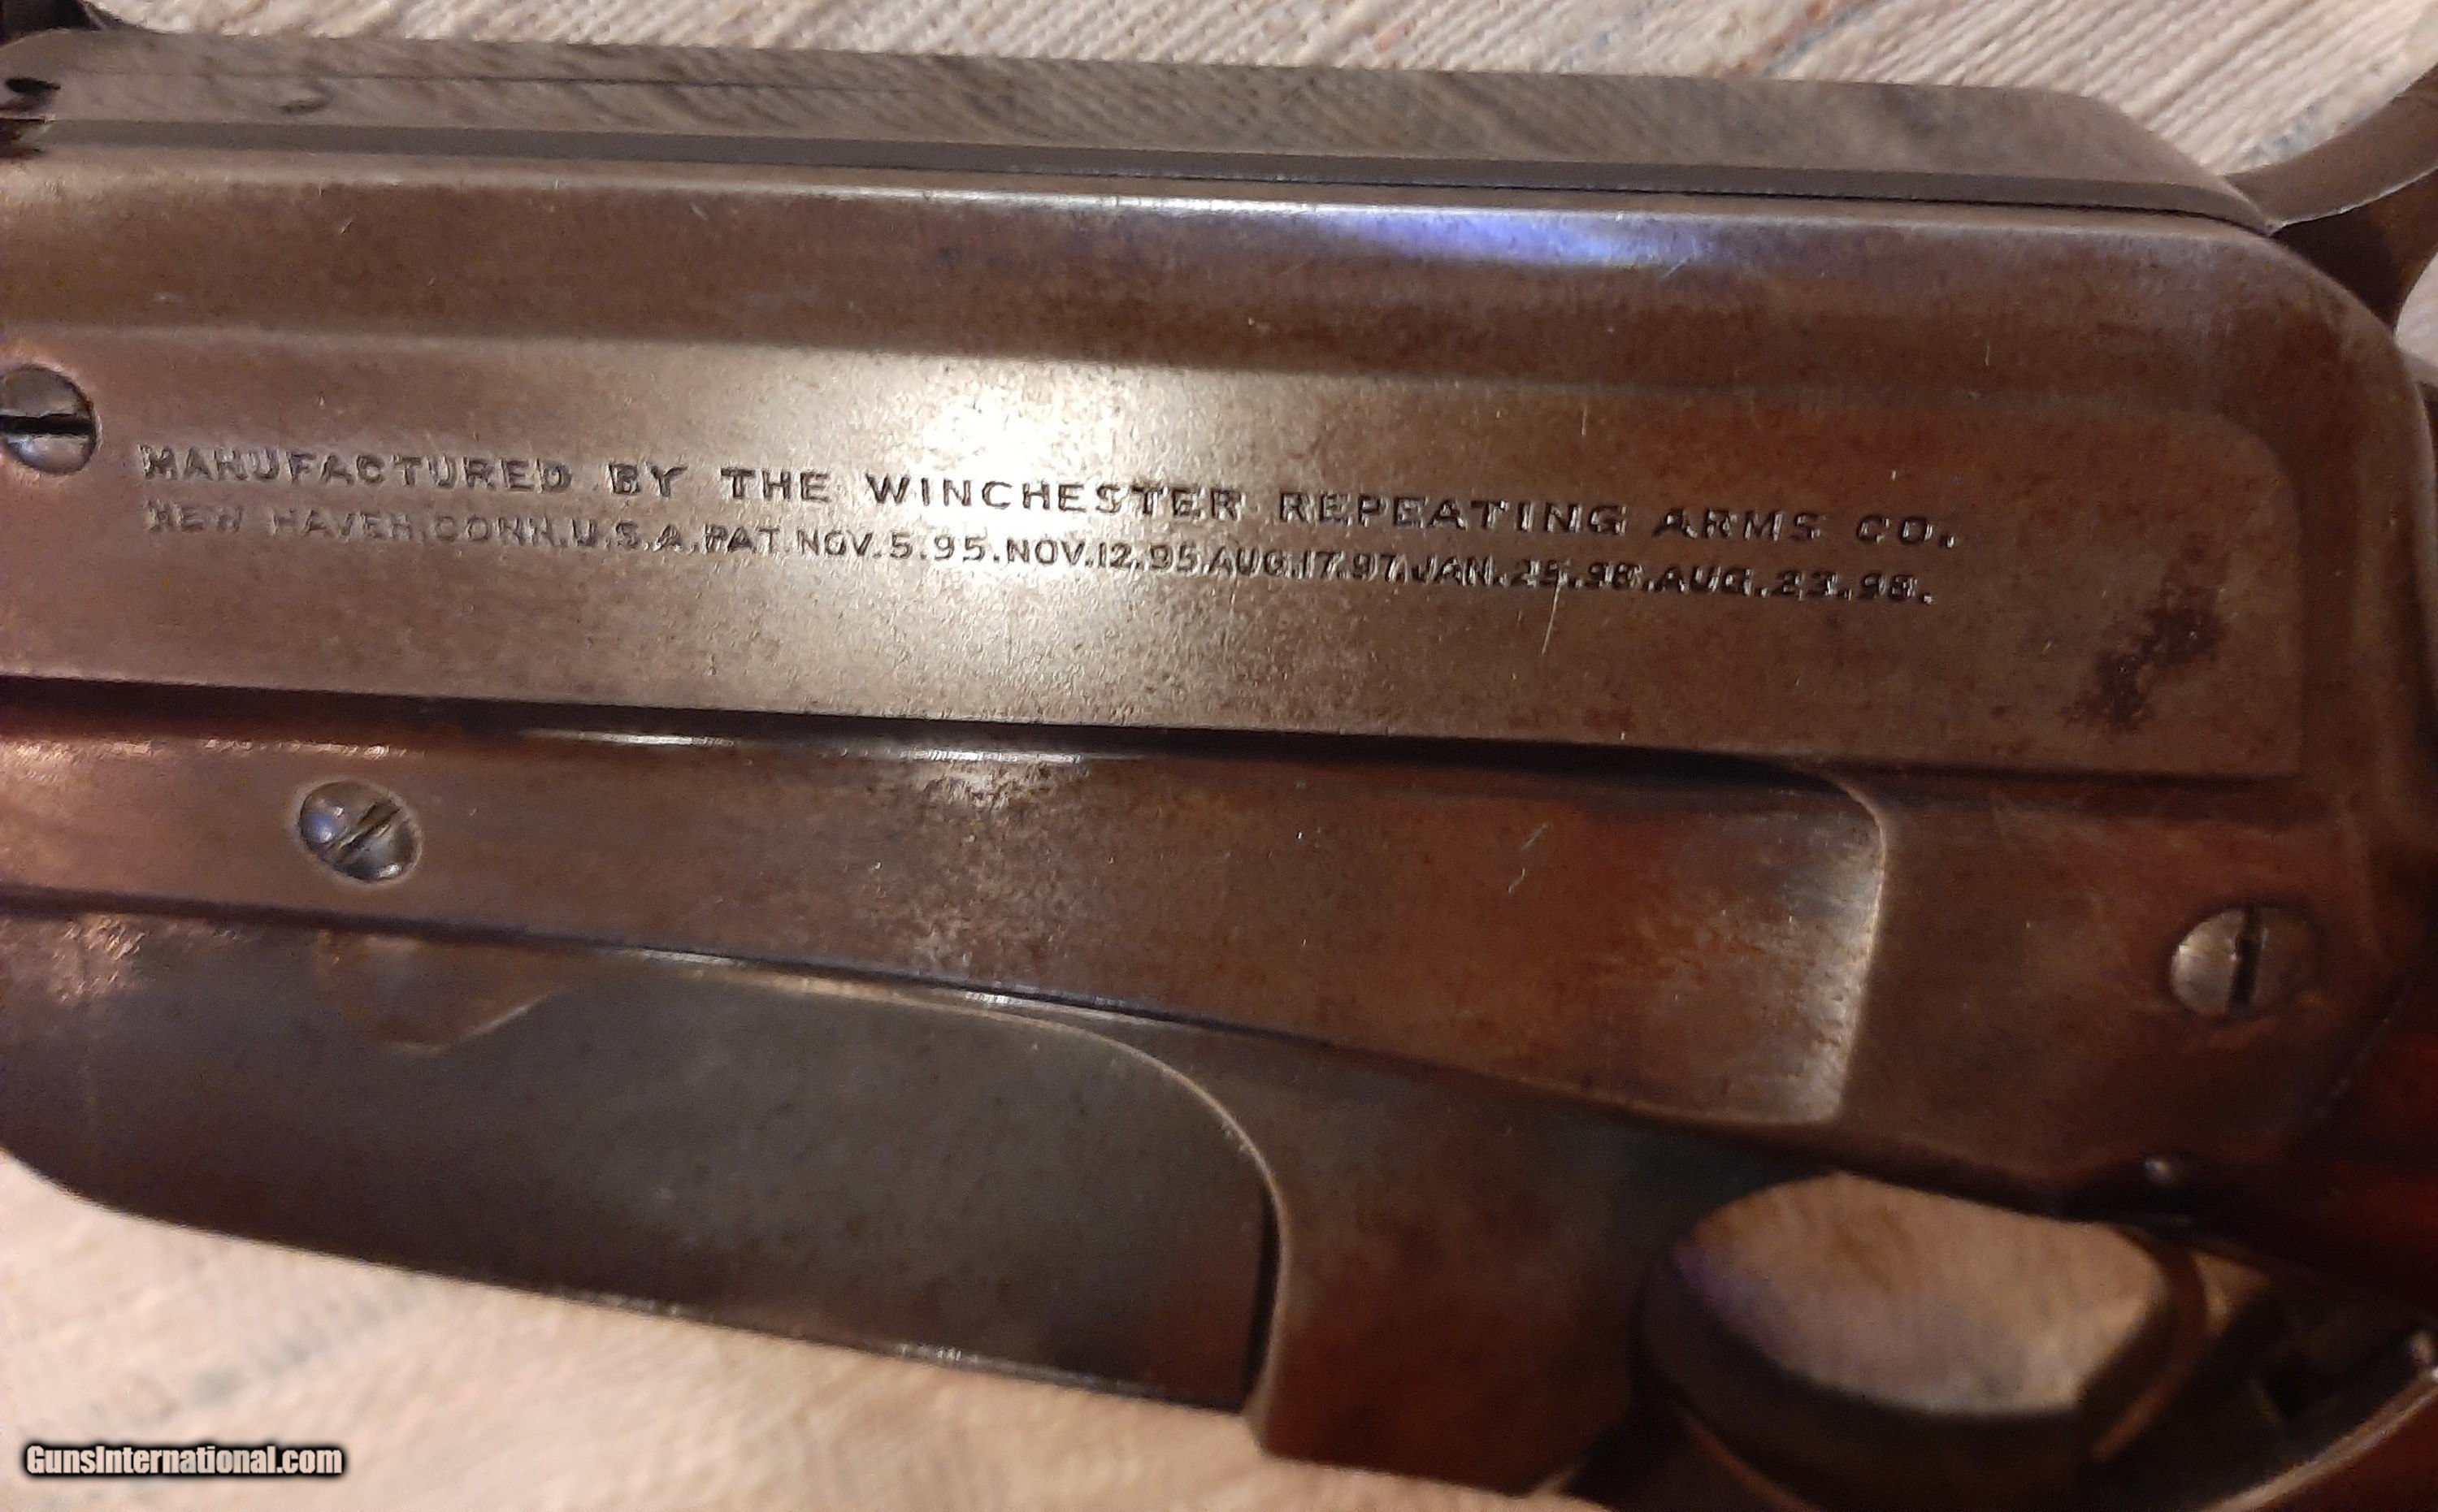 MANUFACTURED BY THE WINCHESTER REPEATING ARMS CO.
NEW HAVEN.CONN.U.S.A.PAT.NOV.5.95.NOV.12.95.AUG.17.97.JAN.25.98.AUG.23.98.
GunsInternational.com